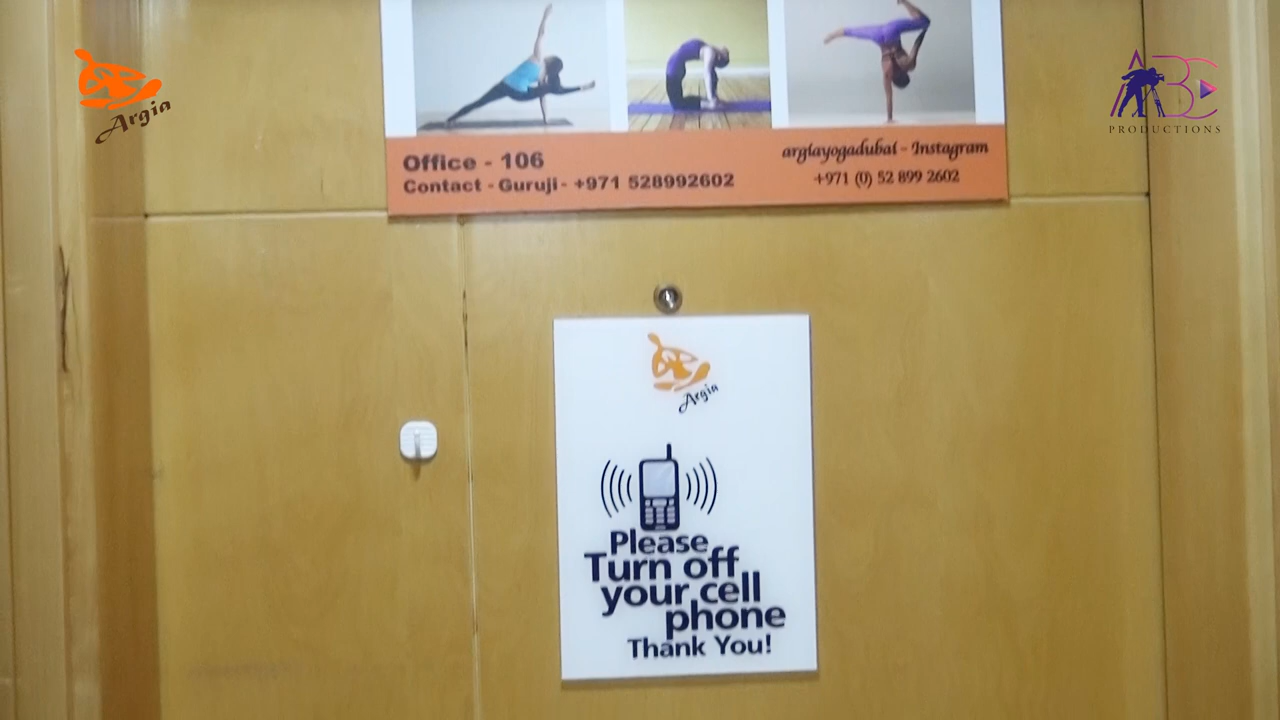 Argia
ABC
PRODUCTIONS
Office - 106
Contact - Guruji - +971 528992602
argiayogadubai - Instagram
+971 (0) 52 899 2602
Argia
Please
Turn off
your cell
phone
Thank You!